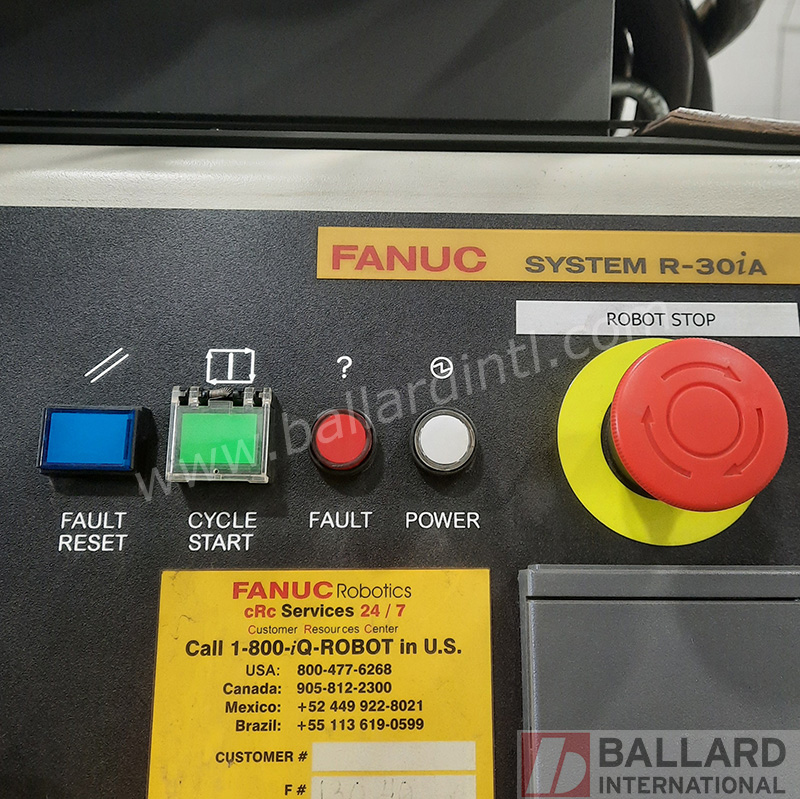 FANUC SYSTEM R-30iA
ROBOT STOP
?
FAULT RESET
CYCLE START
FAULT
POWER
www.ballardintl.com
FANUC Robotics
cRc Services 24 / 7
Customer Resources Center
Call 1-800-iQ-ROBOT in U.S.
USA: 800-477-6268
Canada: 905-812-2300
Mexico: +52 449 922-8021
Brazil: +55 113 619-0599
CUSTOMER #
F #
BALLARD
INTERNATIONAL